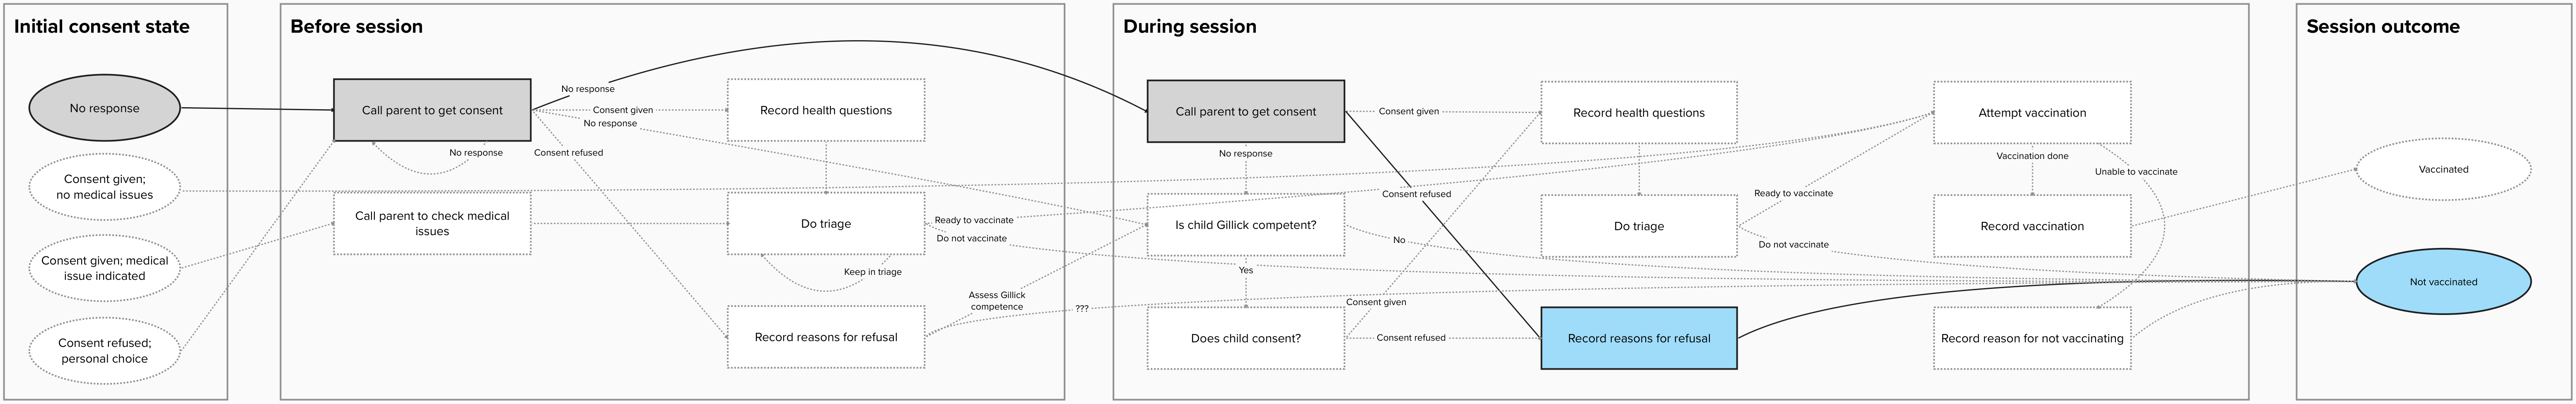 Initial consent state
No response
Consent given;
no medical issues
Consent given; medical
issue indicated
Consent refused;
personal choice
Before session
Call parent to get consent
No response
Consent given
No response
No response
Consent refused
Record health questions
Call parent to check medical
issues
Do triage
Ready to vaccinate
Do not vaccinate
Keep in triage
Assess Gillick
competence
Record reasons for refusal
???
During session
Call parent to get consent
Consent given
No response
Consent refused
Record health questions
Attempt vaccination
Vaccination done
Unable to vaccinate
Is child Gillick competent?
No
Yes
Do triage
Ready to vaccinate
Do not vaccinate
Record vaccination
Does child consent?
Consent given
Consent refused
Record reasons for refusal
Record reason for not vaccinating
Session outcome
Vaccinated
Not vaccinated